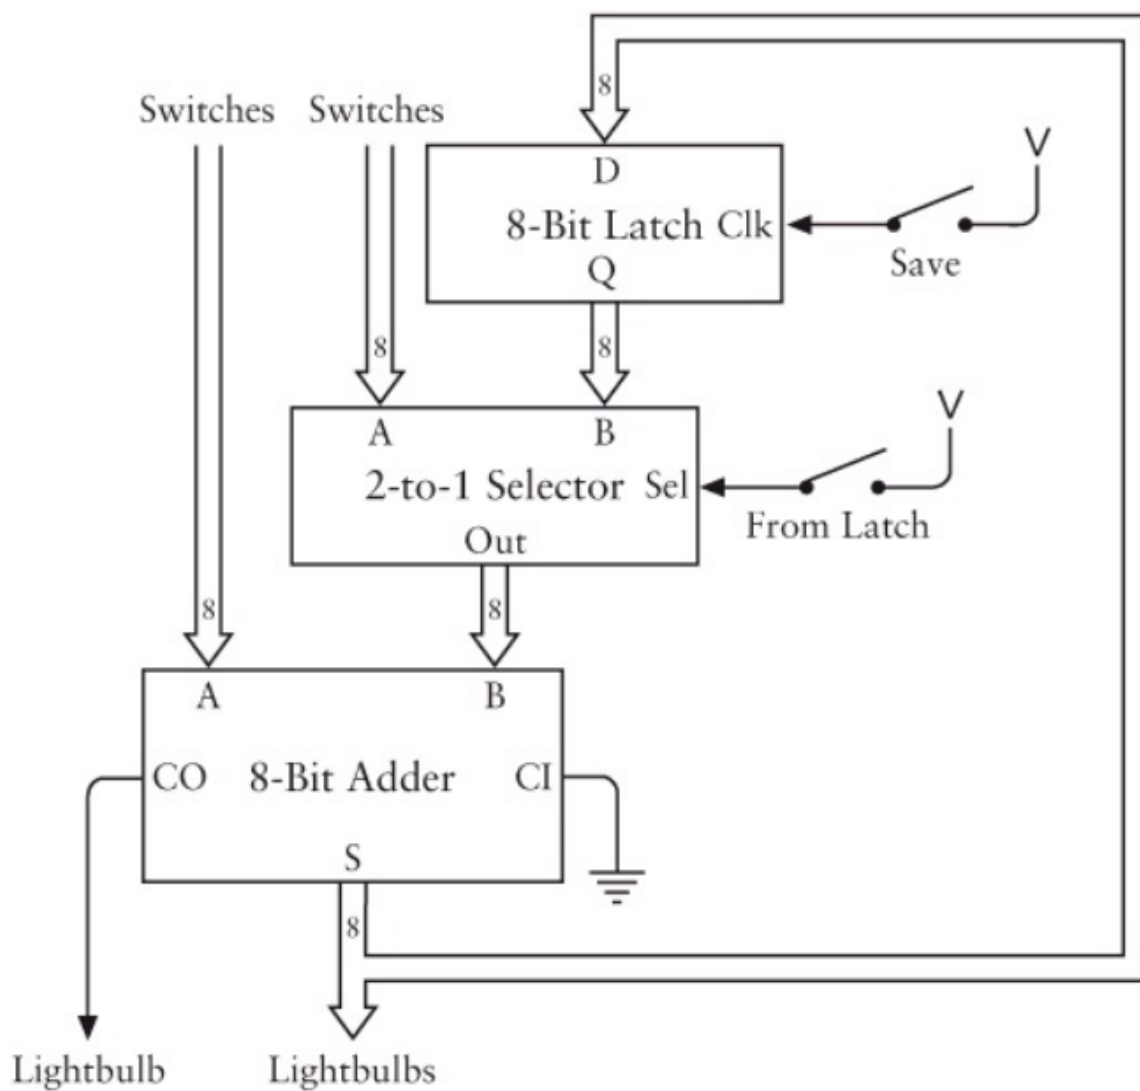 8
Switches Switches
V
D
8-Bit Latch Clk
Save
Q
8
8
V
A B
2-to-1 Selector Sel
From Latch
Out
8
8
A B
CO 8-Bit Adder CI
S
8
Lightbulb Lightbulbs